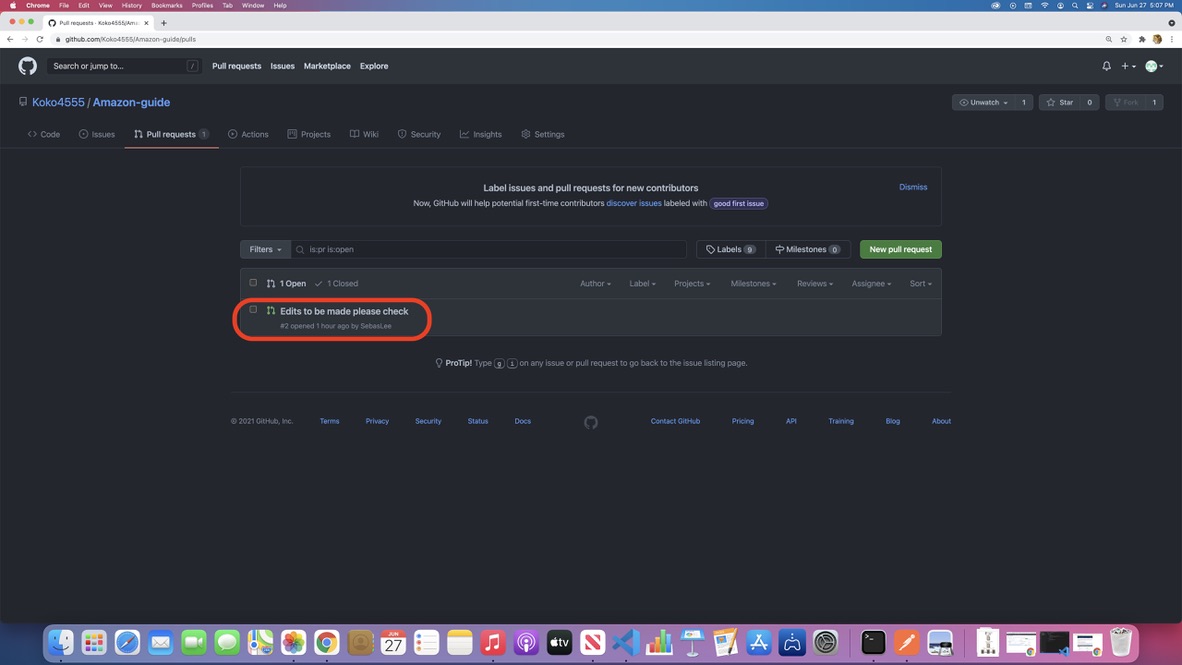 Chrome File Edit View History Bookmarks Profiles Tab Window Help Sun Jun 27 5:07 PM
Pull requests · Koko4555/Ama
github.com/Koko4555/Amazon-guide/pulls
Search or jump to... / Pull requests Issues Marketplace Explore
Koko4555 / Amazon-guide Unwatch 1 Star 0 Fork 1
Code Issues Pull requests 1 Actions Projects Wiki Security Insights Settings
Label issues and pull requests for new contributors Dismiss
Now, GitHub will help potential first-time contributors discover issues labeled with good first issue
Filters is:pr is:open Labels 9 Milestones 0 New pull request
1 Open 1 Closed Author Label Projects Milestones Reviews Assignee Sort
Edits to be made please check
#2 opened 1 hour ago by SebasLee
ProTip! Type g i on any issue or pull request to go back to the issue listing page.
© 2021 GitHub, Inc. Terms Privacy Security Status Docs Contact GitHub Pricing API Training Blog About
JUN
27
tv